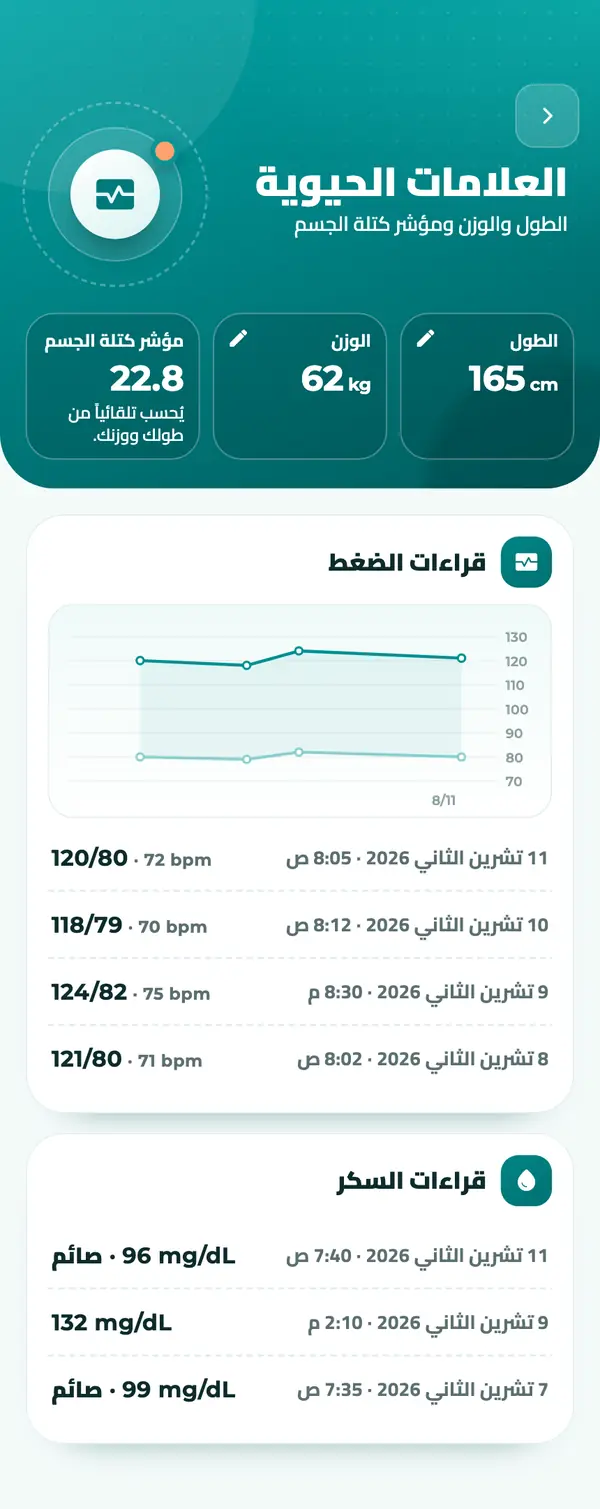 العلامات الحيوية
الطول والوزن ومؤشر كتلة الجسم
الطول
165 cm
الوزن
62 kg
مؤشر كتلة الجسم
22.8
يُحسب تلقائياً من
طولك ووزنك.
قراءات الضغط
130
120
110
100
90
80
70
8/11
11 تشرين الثاني 2026 · 8:05 ص
120/80 · 72 bpm
10 تشرين الثاني 2026 · 8:12 ص
118/79 · 70 bpm
9 تشرين الثاني 2026 · 8:30 م
124/82 · 75 bpm
8 تشرين الثاني 2026 · 8:02 ص
121/80 · 71 bpm
قراءات السكر
11 تشرين الثاني 2026 · 7:40 ص
96 mg/dL · صائم
9 تشرين الثاني 2026 · 2:10 م
132 mg/dL
7 تشرين الثاني 2026 · 7:35 ص
99 mg/dL · صائم